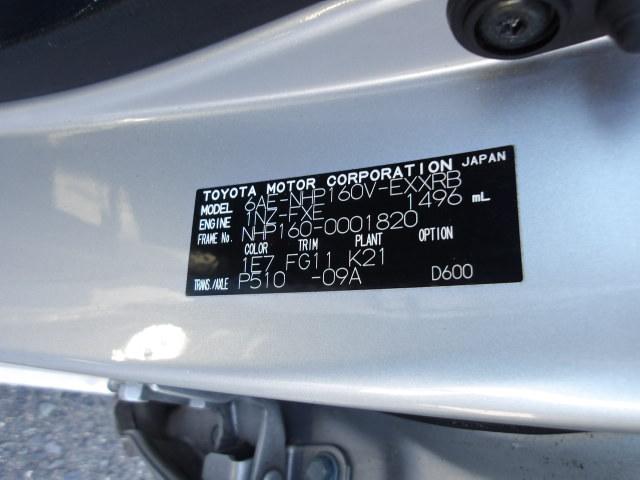 TOYOTA MOTOR CORPORATION JAPAN
MODEL 6AE-NHP160V-EXXRB
ENGINE 1NZ-FXE 1496 mL
FRAME No. NHP160-0001820
COLOR TRIM PLANT OPTION
1E7 FG11 K21
TRANS./AXLE P510 -09A D600